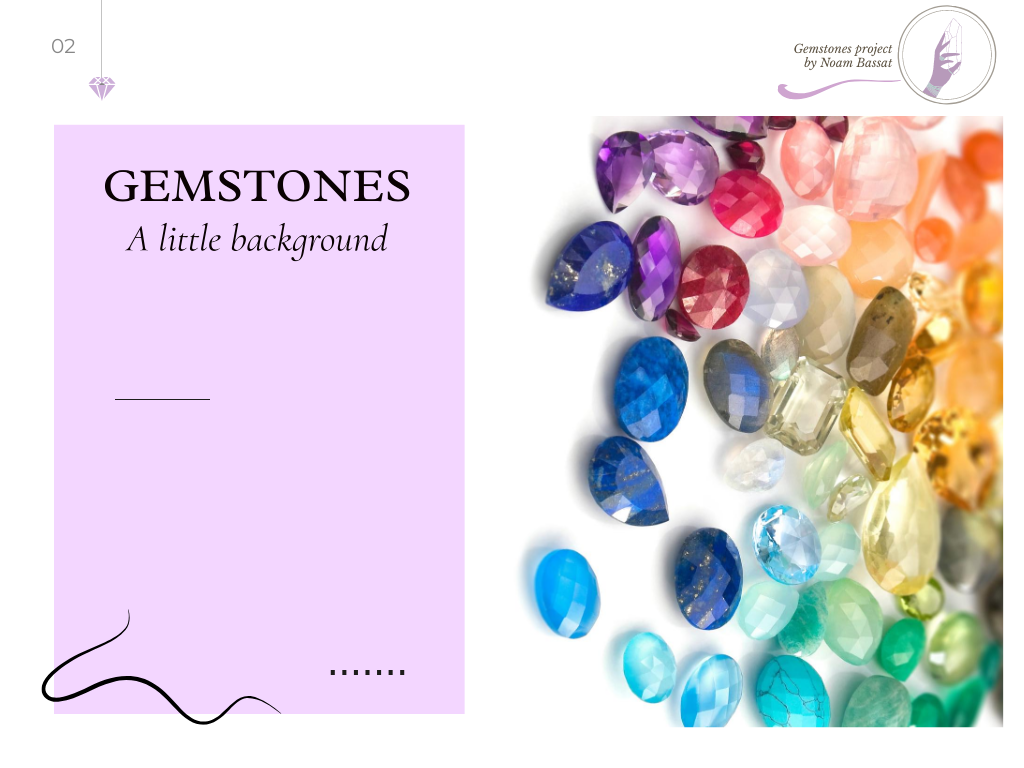 02
Gemstones project
by Noam Bassat
GEMSTONES
A little background
.......